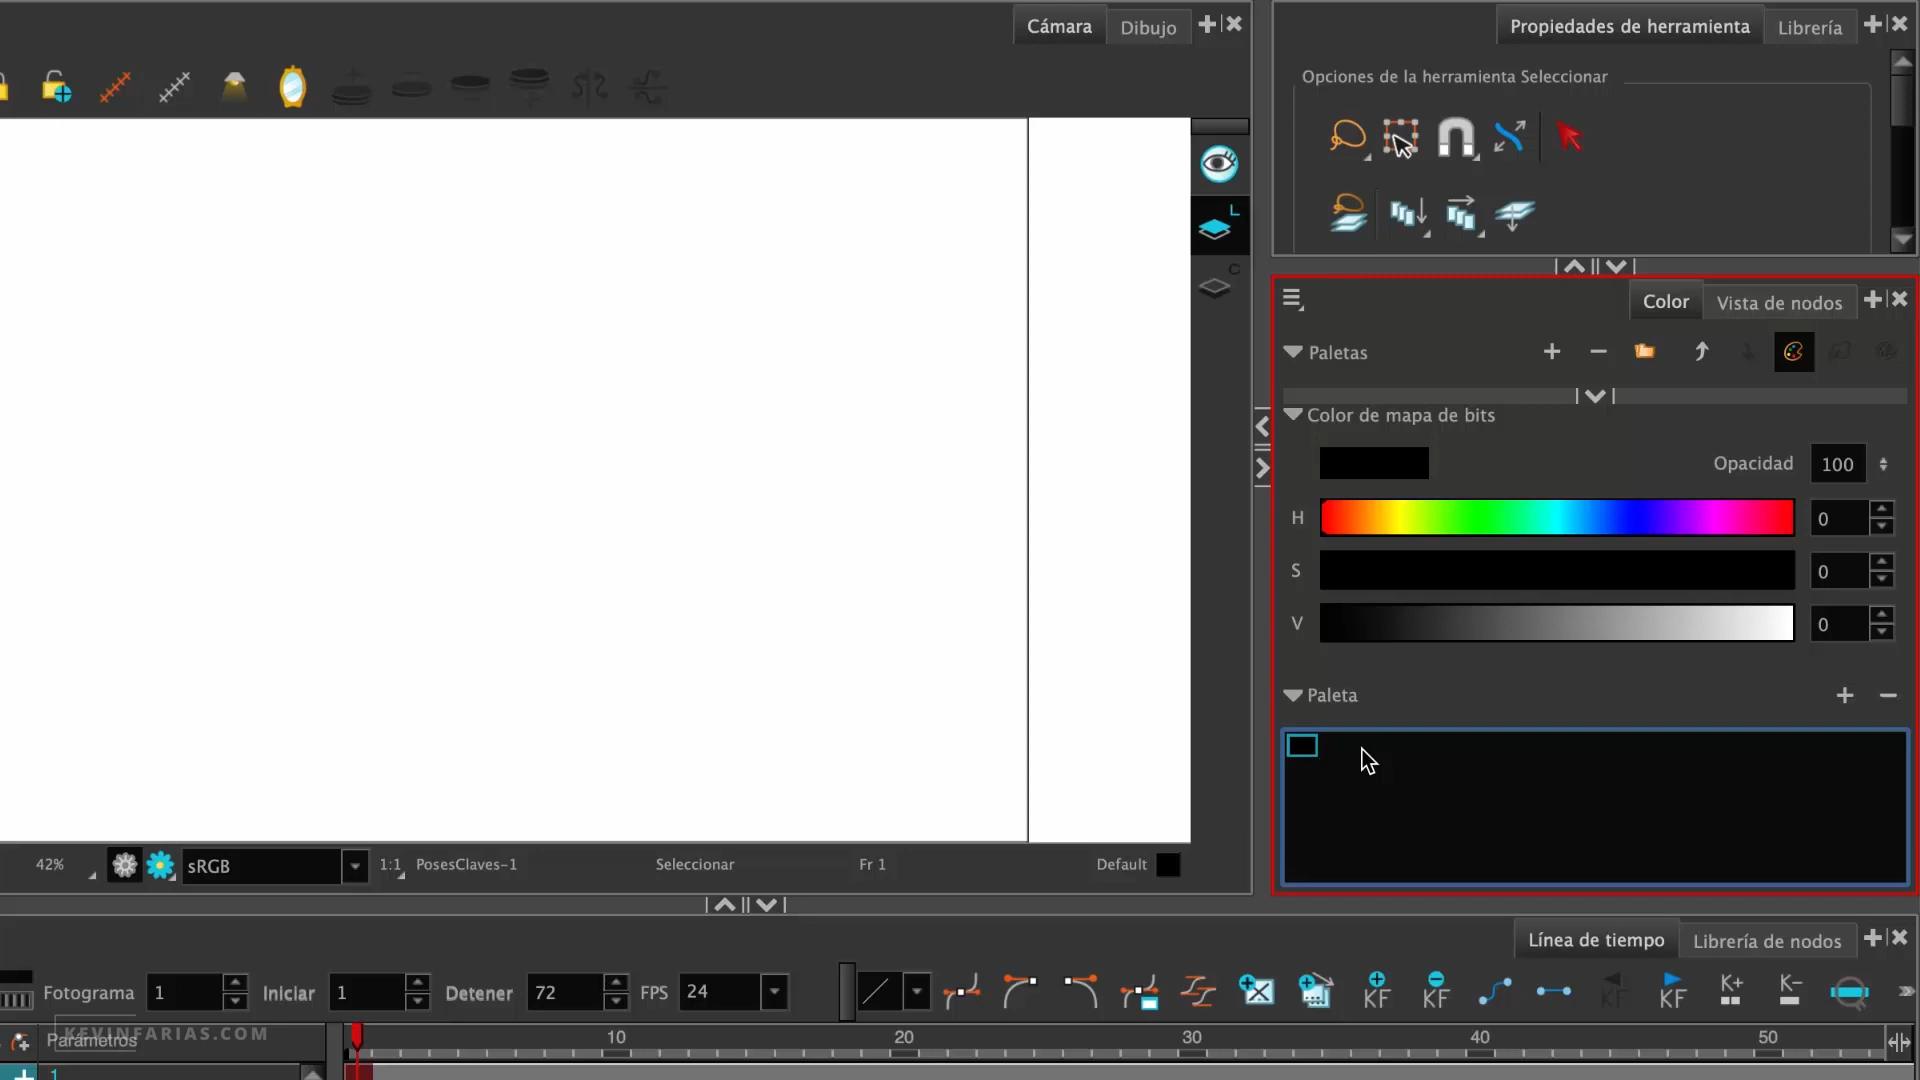 Cámara
Dibujo
Propiedades de herramienta
Librería
Opciones de la herramienta Seleccionar
L
C
Color
Vista de nodos
Paletas
Color de mapa de bits
Opacidad
100
H
0
S
0
V
0
Paleta
42%
sRGB
1:1
PosesClaves-1
Seleccionar
Fr 1
Default
Línea de tiempo
Librería de nodos
Fotograma
1
Iniciar
1
Detener
72
FPS
24
KF
KF
KF
KF
K+
K-
KEVINFARIAS.COM
Parámetros
10
20
30
40
50
1